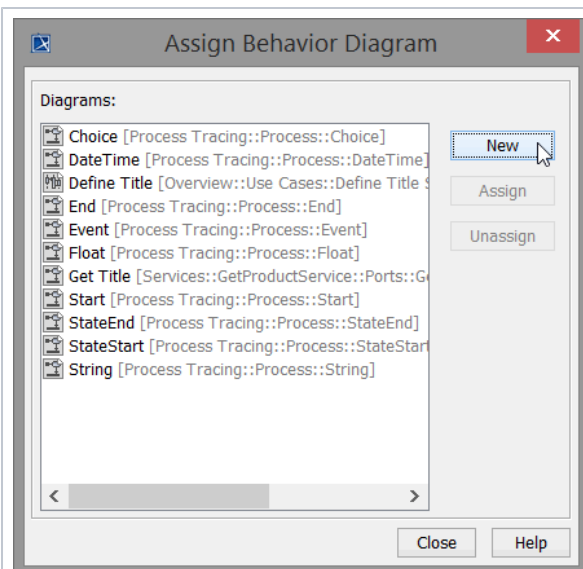 Assign Behavior Diagram
Diagrams:
Choice [Process Tracing::Process::Choice]
DateTime [Process Tracing::Process::DateTime]
Define Title [Overview::Use Cases::Define Title
End [Process Tracing::Process::End]
Event [Process Tracing::Process::Event]
Float [Process Tracing::Process::Float]
Get Title [Services::GetProductService::Ports::
Start [Process Tracing::Process::Start]
StateEnd [Process Tracing::Process::StateEnd]
StateStart [Process Tracing::Process::StateStart
String [Process Tracing::Process::String]
New
Assign
Unassign
Close
Help